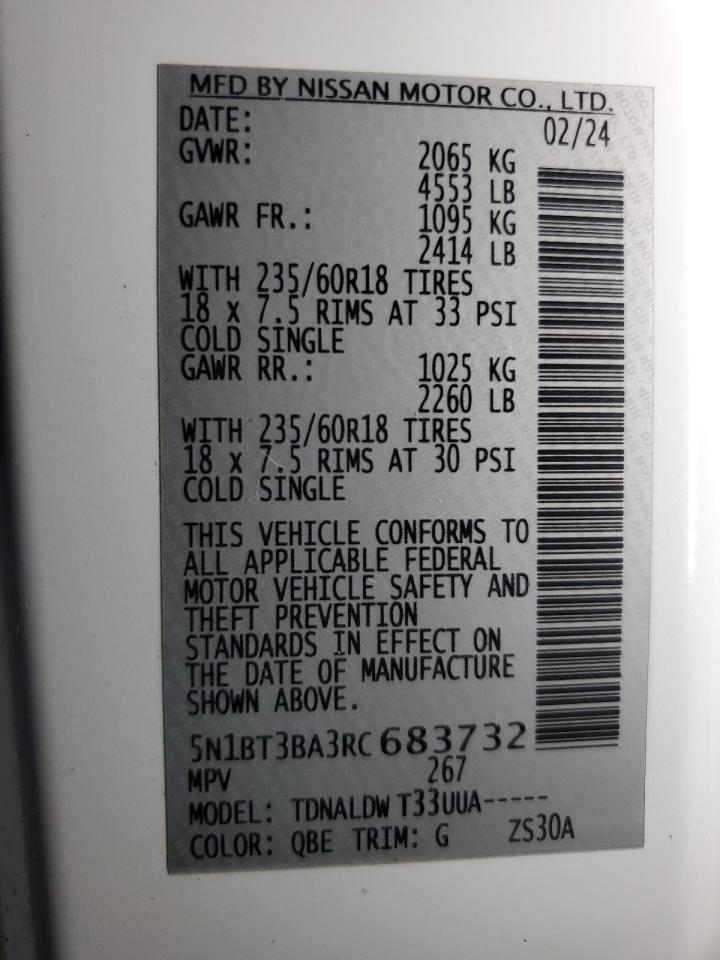 MFD BY NISSAN MOTOR CO., LTD.
DATE: 02/24
GVWR: 2065 KG
4553 LB
GAWR FR.: 1095 KG
2414 LB
WITH 235/60R18 TIRES
18 x 7.5 RIMS AT 33 PSI
COLD SINGLE
GAWR RR.: 1025 KG
2260 LB
WITH 235/60R18 TIRES
18 x 7.5 RIMS AT 30 PSI
COLD SINGLE
THIS VEHICLE CONFORMS TO
ALL APPLICABLE FEDERAL
MOTOR VEHICLE SAFETY AND
THEFT PREVENTION
STANDARDS IN EFFECT ON
THE DATE OF MANUFACTURE
SHOWN ABOVE.
5N1BT3BA3RC683732
MPV 267
MODEL: TDNALDW T33UUA-----
COLOR: QBE TRIM: G ZS30A